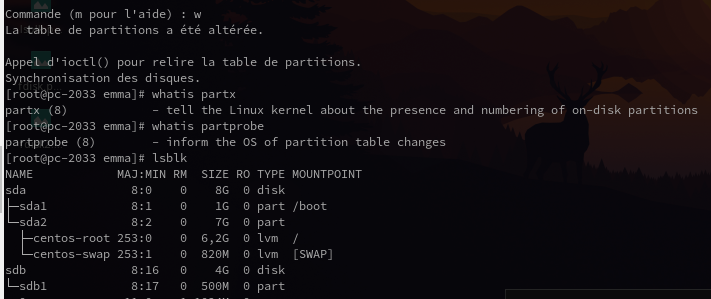 Commande (m pour l'aide) : w
La table de partitions a été altérée.
Appel d'ioctl() pour relire la table de partitions.
Synchronisation des disques.
[root@pc-2033 emma]# whatis partx
partx (8)            - tell the Linux kernel about the presence and numbering of on-disk partitions
[root@pc-2033 emma]# whatis partprobe
partprobe (8)        - inform the OS of partition table changes
[root@pc-2033 emma]# lsblk
NAME            MAJ:MIN RM  SIZE RO TYPE MOUNTPOINT
sda               8:0    0    8G  0 disk
├─sda1            8:1    0    1G  0 part /boot
└─sda2            8:2    0    7G  0 part
  ├─centos-root 253:0    0  6,2G  0 lvm  /
  └─centos-swap 253:1    0  820M  0 lvm  [SWAP]
sdb               8:16   0    4G  0 disk
└─sdb1            8:17   0  500M  0 part